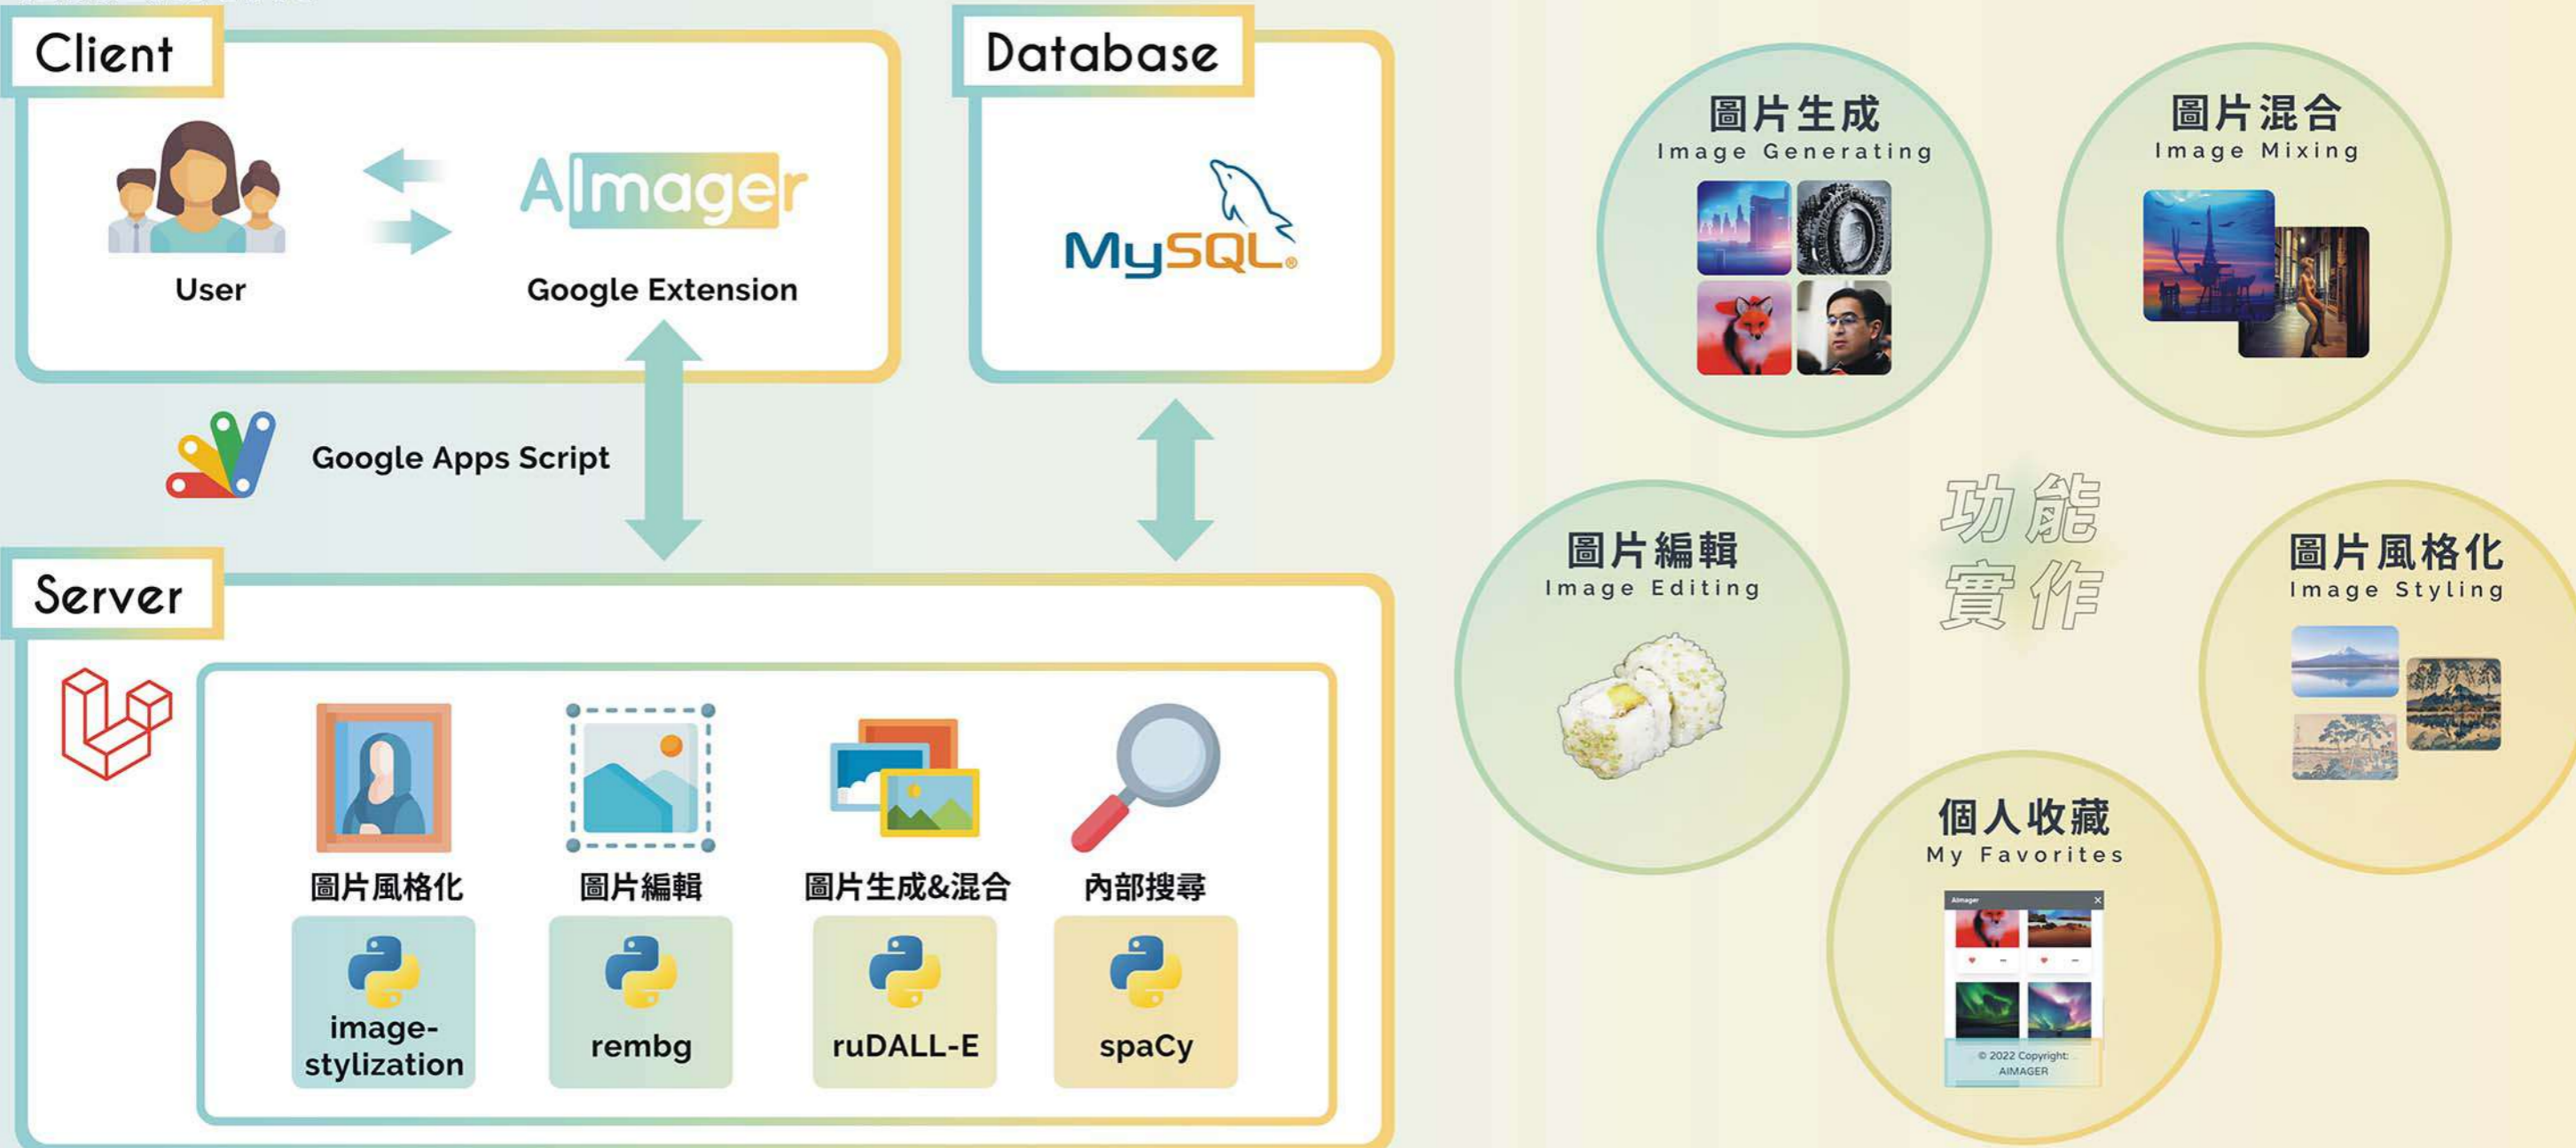 Client
AImager
User
Google Extension
Database
MySQL®
Google Apps Script
Server
圖片風格化
圖片編輯
圖片生成&混合
內部搜尋
image-
stylization
rembg
ruDALL-E
spaCy
圖片生成
Image Generating
圖片混合
Image Mixing
圖片編輯
Image Editing
功能
實作
圖片風格化
Image Styling
個人收藏
My Favorites
AImager
© 2022 Copyright:
AIMAGER